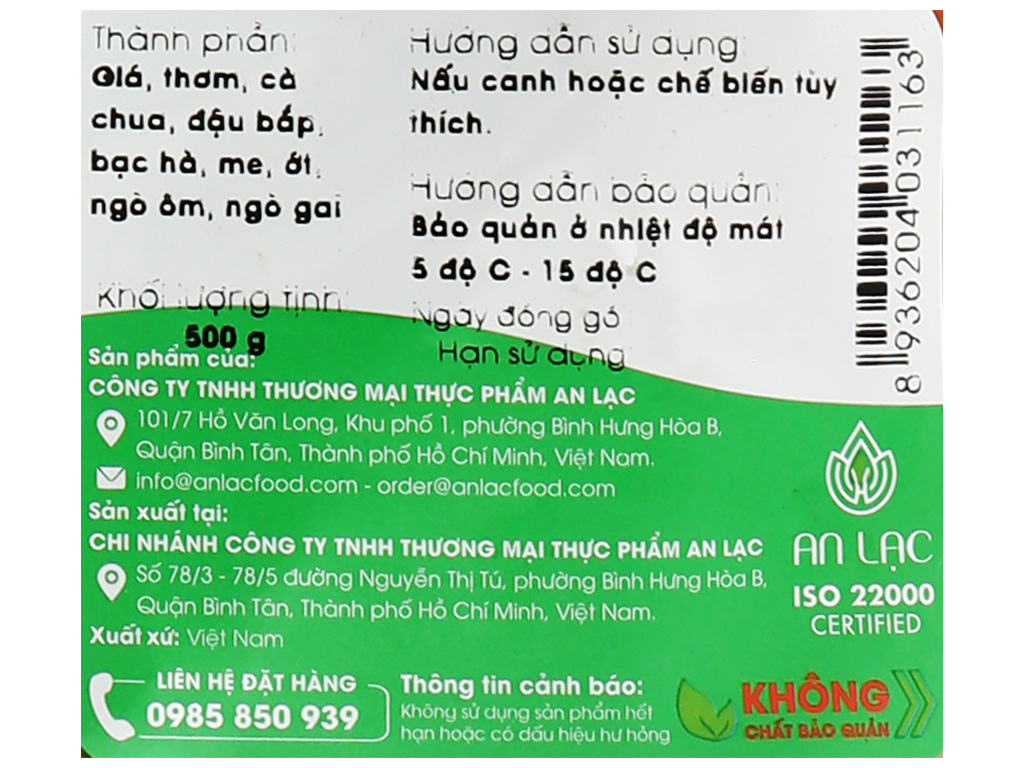 Thành phần:
Giá, thơm, cà
chua, đậu bắp,
bạc hà, me, ớt,
ngò ôm, ngò gai
Khối lượng tịnh:
500 g
Hướng dẫn sử dụng:
Nấu canh hoặc chế biến tùy
thích.
Hướng dẫn bảo quản:
Bảo quản ở nhiệt độ mát
5 độ C - 15 độ C
Ngày đóng gó
Hạn sử dụng
8936204031163
Sản phẩm của:
CÔNG TY TNHH THƯƠNG MẠI THỰC PHẨM AN LẠC
101/7 Hồ Văn Long, Khu phố 1, phường Bình Hưng Hòa B,
Quận Bình Tân, Thành phố Hồ Chí Minh, Việt Nam.
info@anlacfood.com - order@anlacfood.com
Sản xuất tại:
CHI NHÁNH CÔNG TY TNHH THƯƠNG MẠI THỰC PHẨM AN LẠC
Số 78/3 - 78/5 đường Nguyễn Thị Tú, phường Bình Hưng Hòa B,
Quận Bình Tân, Thành phố Hồ Chí Minh, Việt Nam.
Xuất xứ: Việt Nam
AN LẠC
ISO 22000
CERTIFIED
LIÊN HỆ ĐẶT HÀNG
0985 850 939
Thông tin cảnh báo:
Không sử dụng sản phẩm hết
hạn hoặc có dấu hiệu hư hỏng
KHÔNG
CHẤT BẢO QUẢN